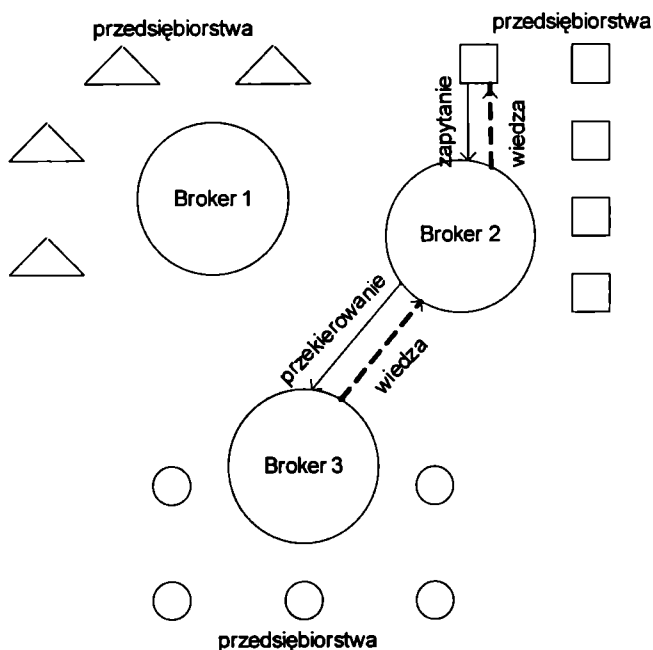 przedsiębiorstwa
przedsiębiorstwa
zapytanie
wiedza
Broker 1
Broker 2
przekierowanie
wiedza
Broker 3
przedsiębiorstwa